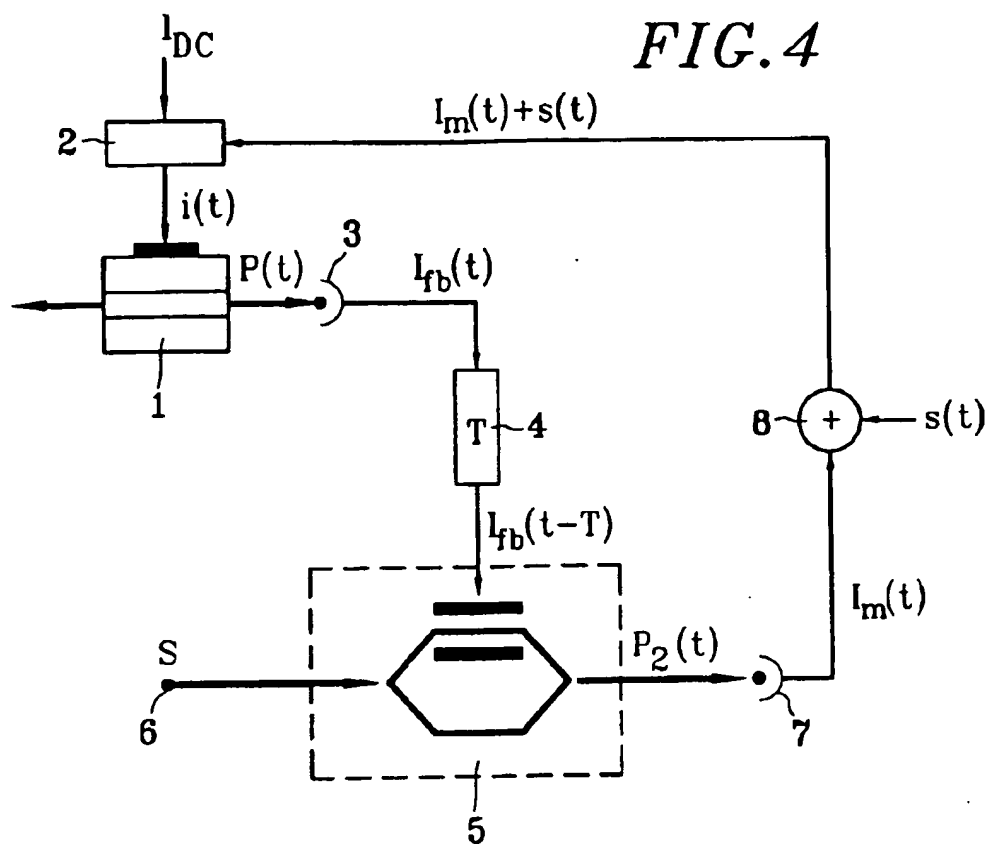 FIG. 4
I_DC
I_m(t)+s(t)
2
i(t)
3
P(t)
I_fb(t)
1
T
4
8
+
s(t)
I_fb(t-T)
I_m(t)
S
P_2(t)
6
7
5